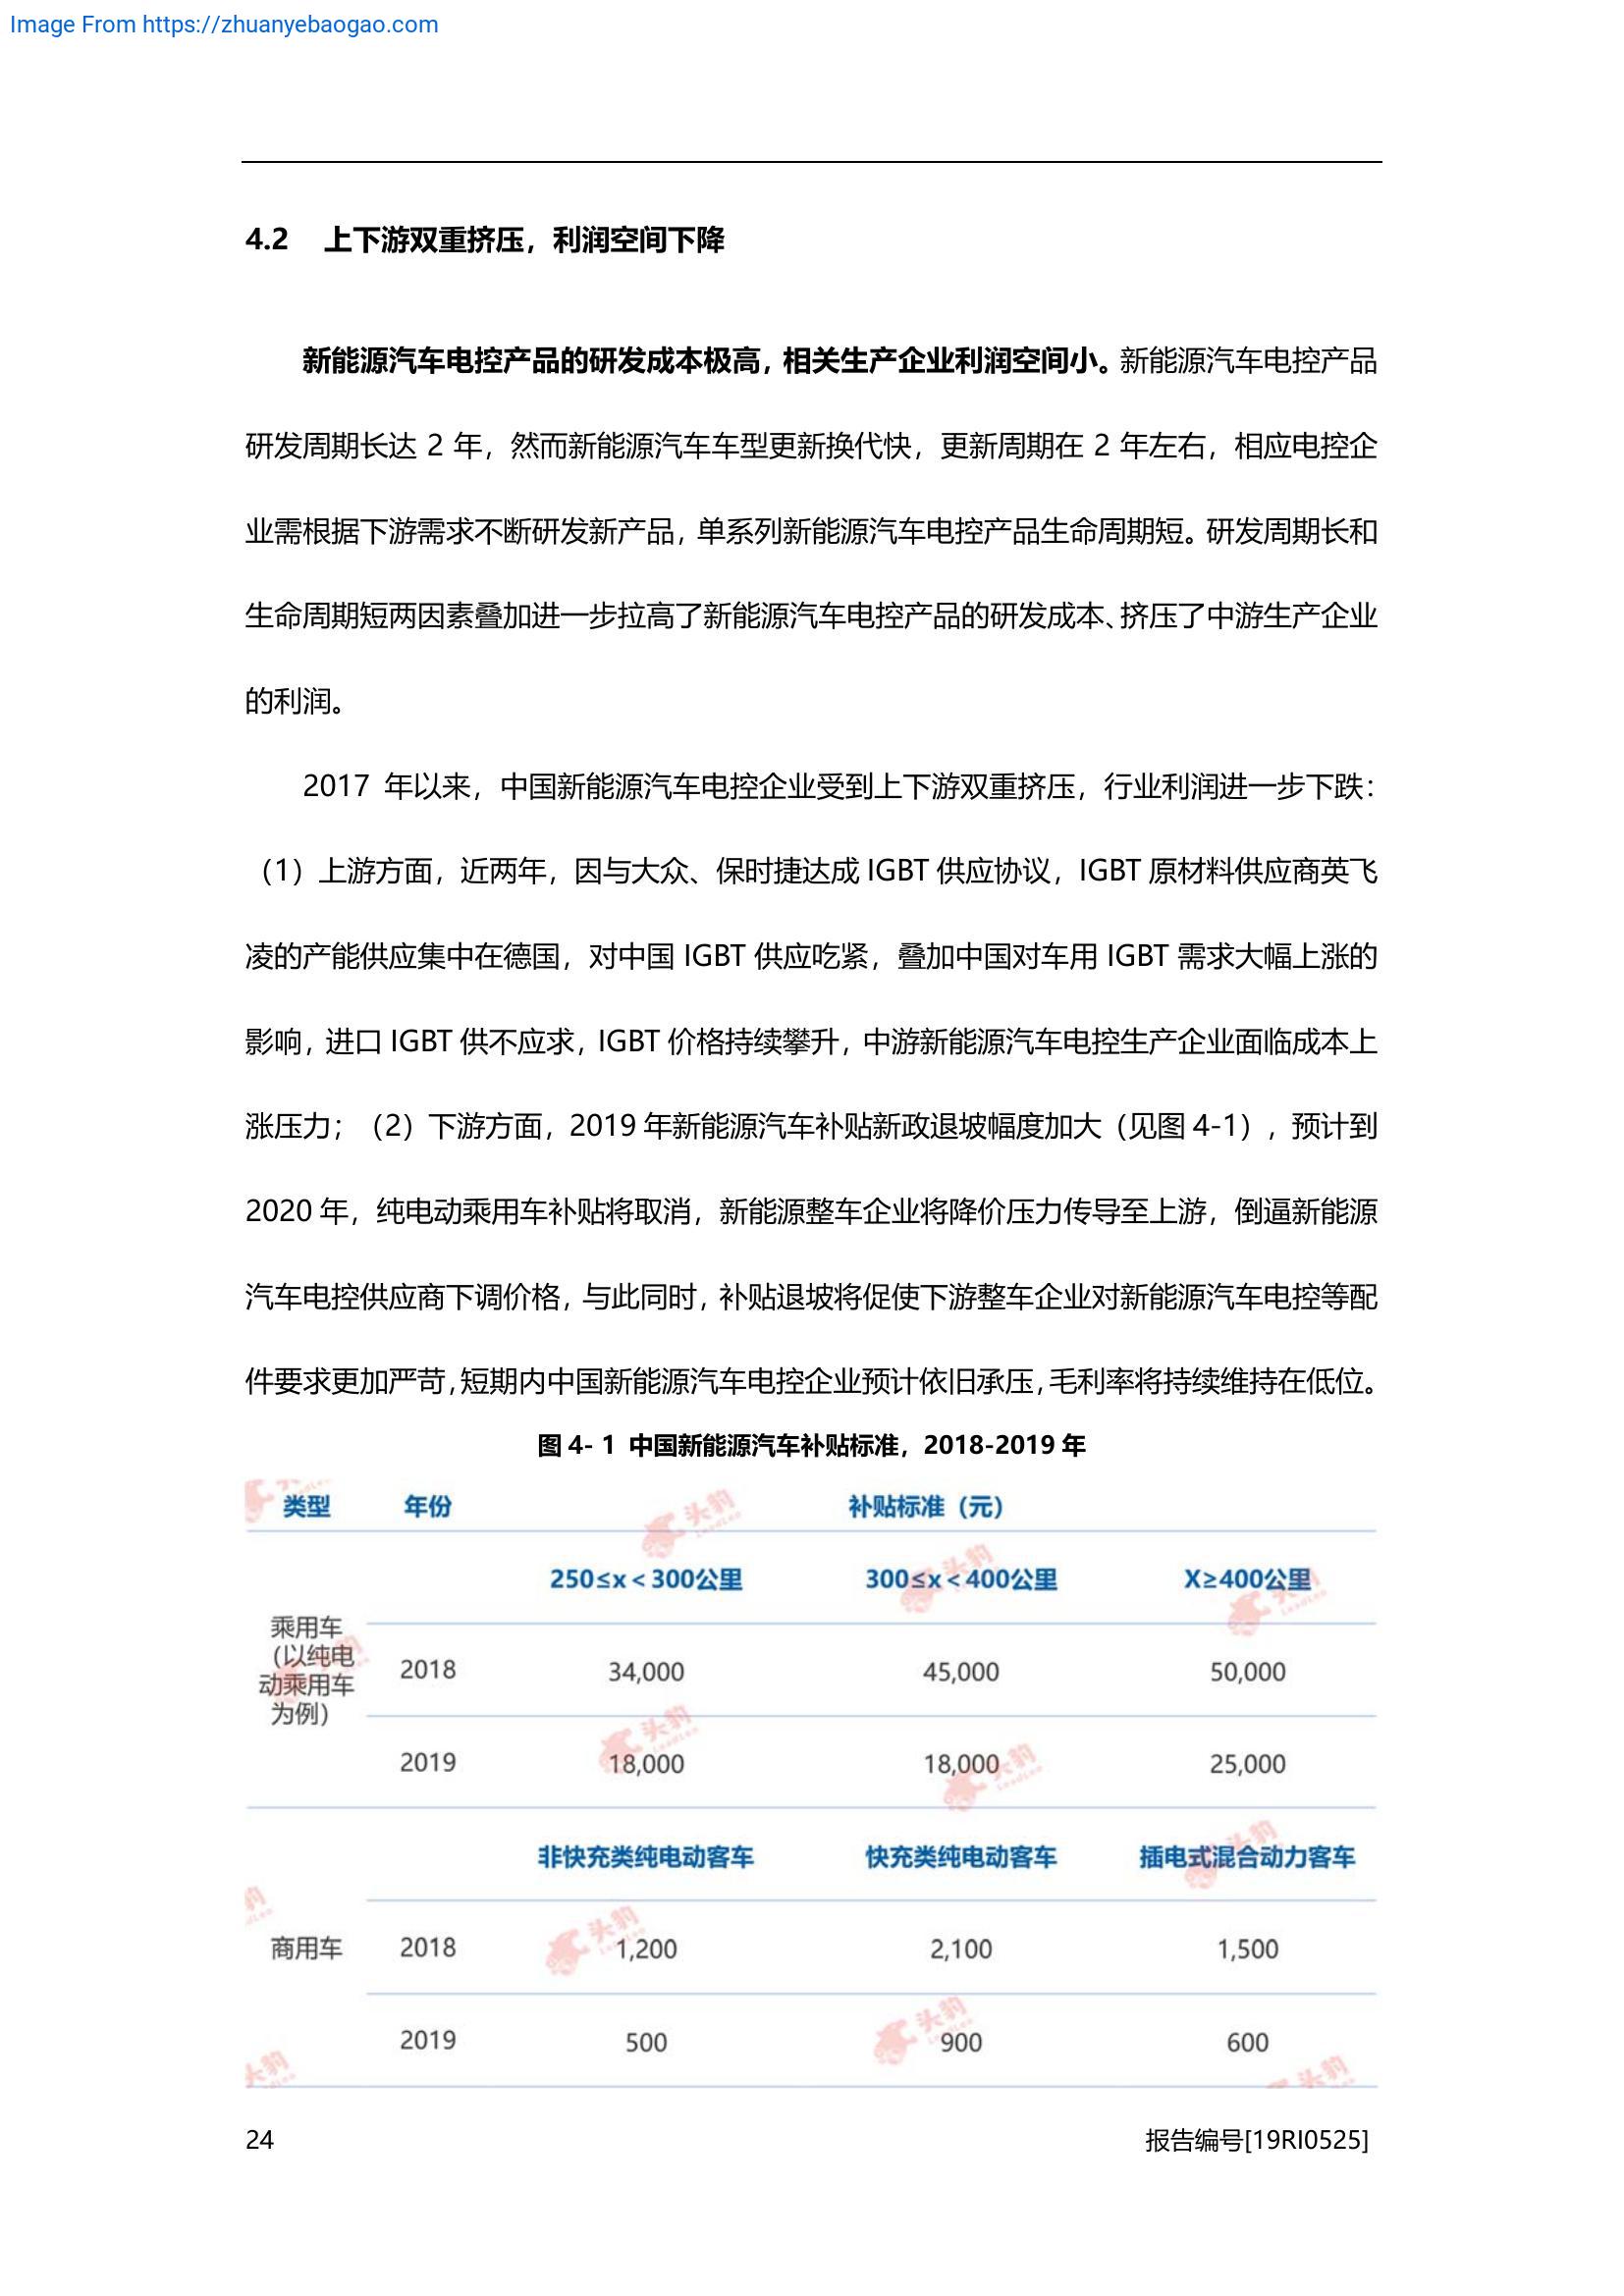 Image From https://zhuanyebaogao.com
4.2 上下游双重挤压，利润空间下降
新能源汽车电控产品的研发成本极高，相关生产企业利润空间小。新能源汽车电控产品
研发周期长达 2 年，然而新能源汽车车型更新换代快，更新周期在 2 年左右，相应电控企
业需根据下游需求不断研发新产品，单系列新能源汽车电控产品生命周期短。研发周期长和
生命周期短两因素叠加进一步拉高了新能源汽车电控产品的研发成本、挤压了中游生产企业
的利润。
2017 年以来，中国新能源汽车电控企业受到上下游双重挤压，行业利润进一步下跌：
（1）上游方面，近两年，因与大众、保时捷达成 IGBT 供应协议，IGBT 原材料供应商英飞
凌的产能供应集中在德国，对中国 IGBT 供应吃紧，叠加中国对车用 IGBT 需求大幅上涨的
影响，进口 IGBT 供不应求，IGBT 价格持续攀升，中游新能源汽车电控生产企业面临成本上
涨压力；（2）下游方面，2019 年新能源汽车补贴新政退坡幅度加大（见图 4-1），预计到
2020 年，纯电动乘用车补贴将取消，新能源整车企业将降价压力传导至上游，倒逼新能源
汽车电控供应商下调价格，与此同时，补贴退坡将促使下游整车企业对新能源汽车电控等配
件要求更加严苛，短期内中国新能源汽车电控企业预计依旧承压，毛利率将持续维持在低位。
图 4- 1 中国新能源汽车补贴标准，2018-2019 年
类型 年份 补贴标准（元）
250≤x＜300公里 300≤x＜400公里 X≥400公里
乘用车
（以纯电
动乘用车
为例）
2018 34,000 45,000 50,000
2019 18,000 18,000 25,000
非快充类纯电动客车 快充类纯电动客车 插电式混合动力客车
商用车 2018 1,200 2,100 1,500
2019 500 900 600
头豹
LeadLeo
24 报告编号[19RI0525]